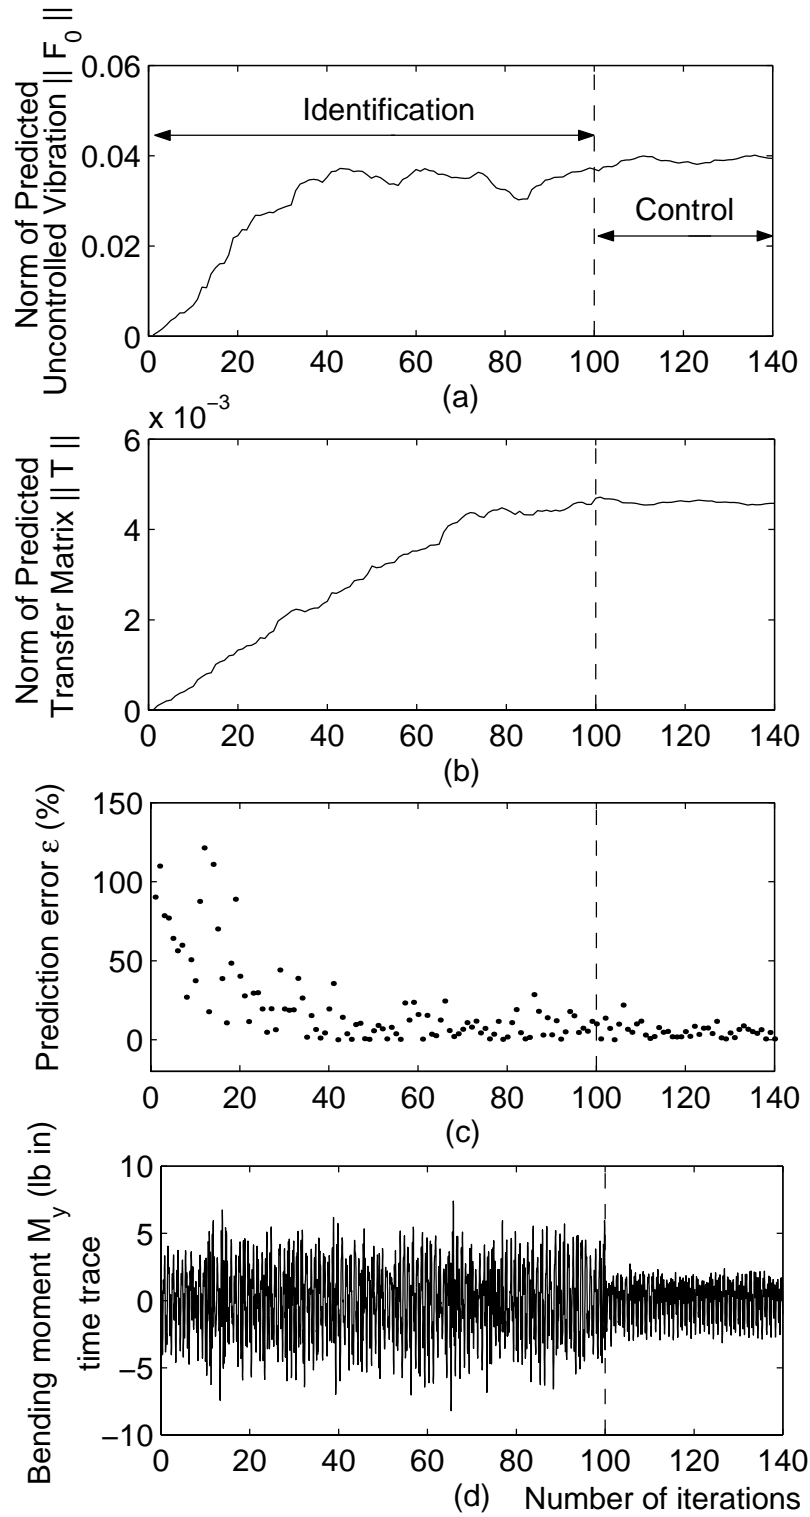 Norm of Predicted
Uncontrolled Vibration || F0 ||
0.06
0.04
0.02
0
Identification
Control
0 20 40 60 80 100 120 140
(a)
x 10−3
Norm of Predicted
Transfer Matrix || T ||
6
4
2
0
0 20 40 60 80 100 120 140
(b)
Prediction error ε (%)
150
100
50
0
0 20 40 60 80 100 120 140
(c)
Bending moment My (lb in)
time trace
10
5
0
−5
−10
0 20 40 60 80 100 120 140
(d) Number of iterations